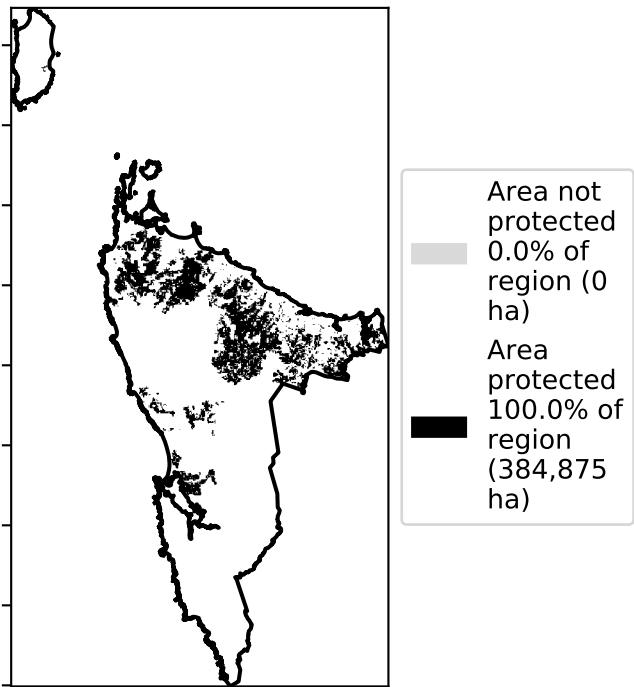 Area not
protected
0.0% of
region (0
ha)
Area
protected
100.0% of
region
(384,875
ha)